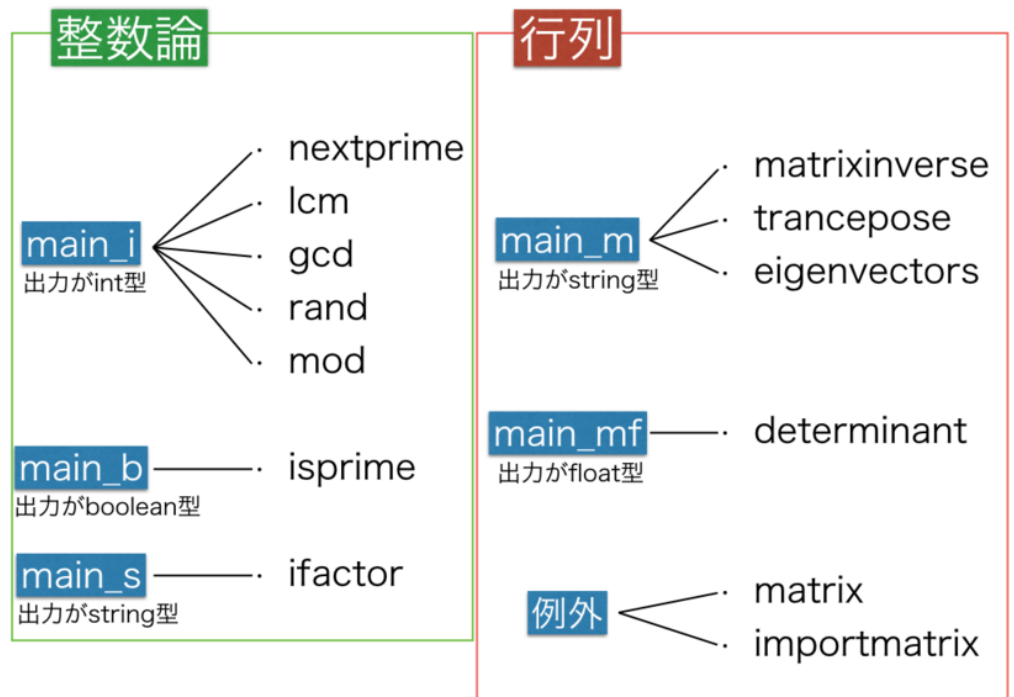 整数論
main_i
出力がint型
・ nextprime
・ lcm
・ gcd
・ rand
・ mod
main_b
出力がboolean型
・ isprime
main_s
出力がstring型
・ ifactor
行列
main_m
出力がstring型
・ matrixinverse
・ trancepose
・ eigenvectors
main_mf
出力がfloat型
・ determinant
例外
・ matrix
・ importmatrix